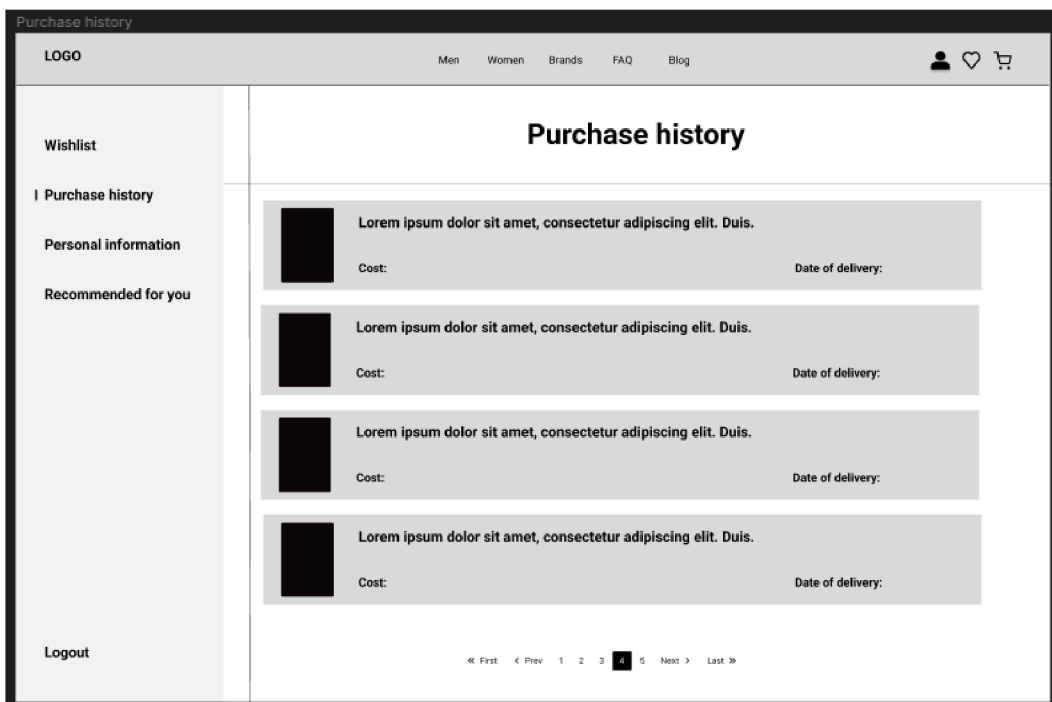 Purchase history
LOGO
Men Women Brands FAQ Blog
Wishlist
Purchase history
Personal information
Recommended for you
Logout
Purchase history
Lorem ipsum dolor sit amet, consectetur adipiscing elit. Duis.
Cost: Date of delivery:
Lorem ipsum dolor sit amet, consectetur adipiscing elit. Duis.
Cost: Date of delivery:
Lorem ipsum dolor sit amet, consectetur adipiscing elit. Duis.
Cost: Date of delivery:
Lorem ipsum dolor sit amet, consectetur adipiscing elit. Duis.
Cost: Date of delivery:
« First < Prev 1 2 3 4 5 Next > Last »